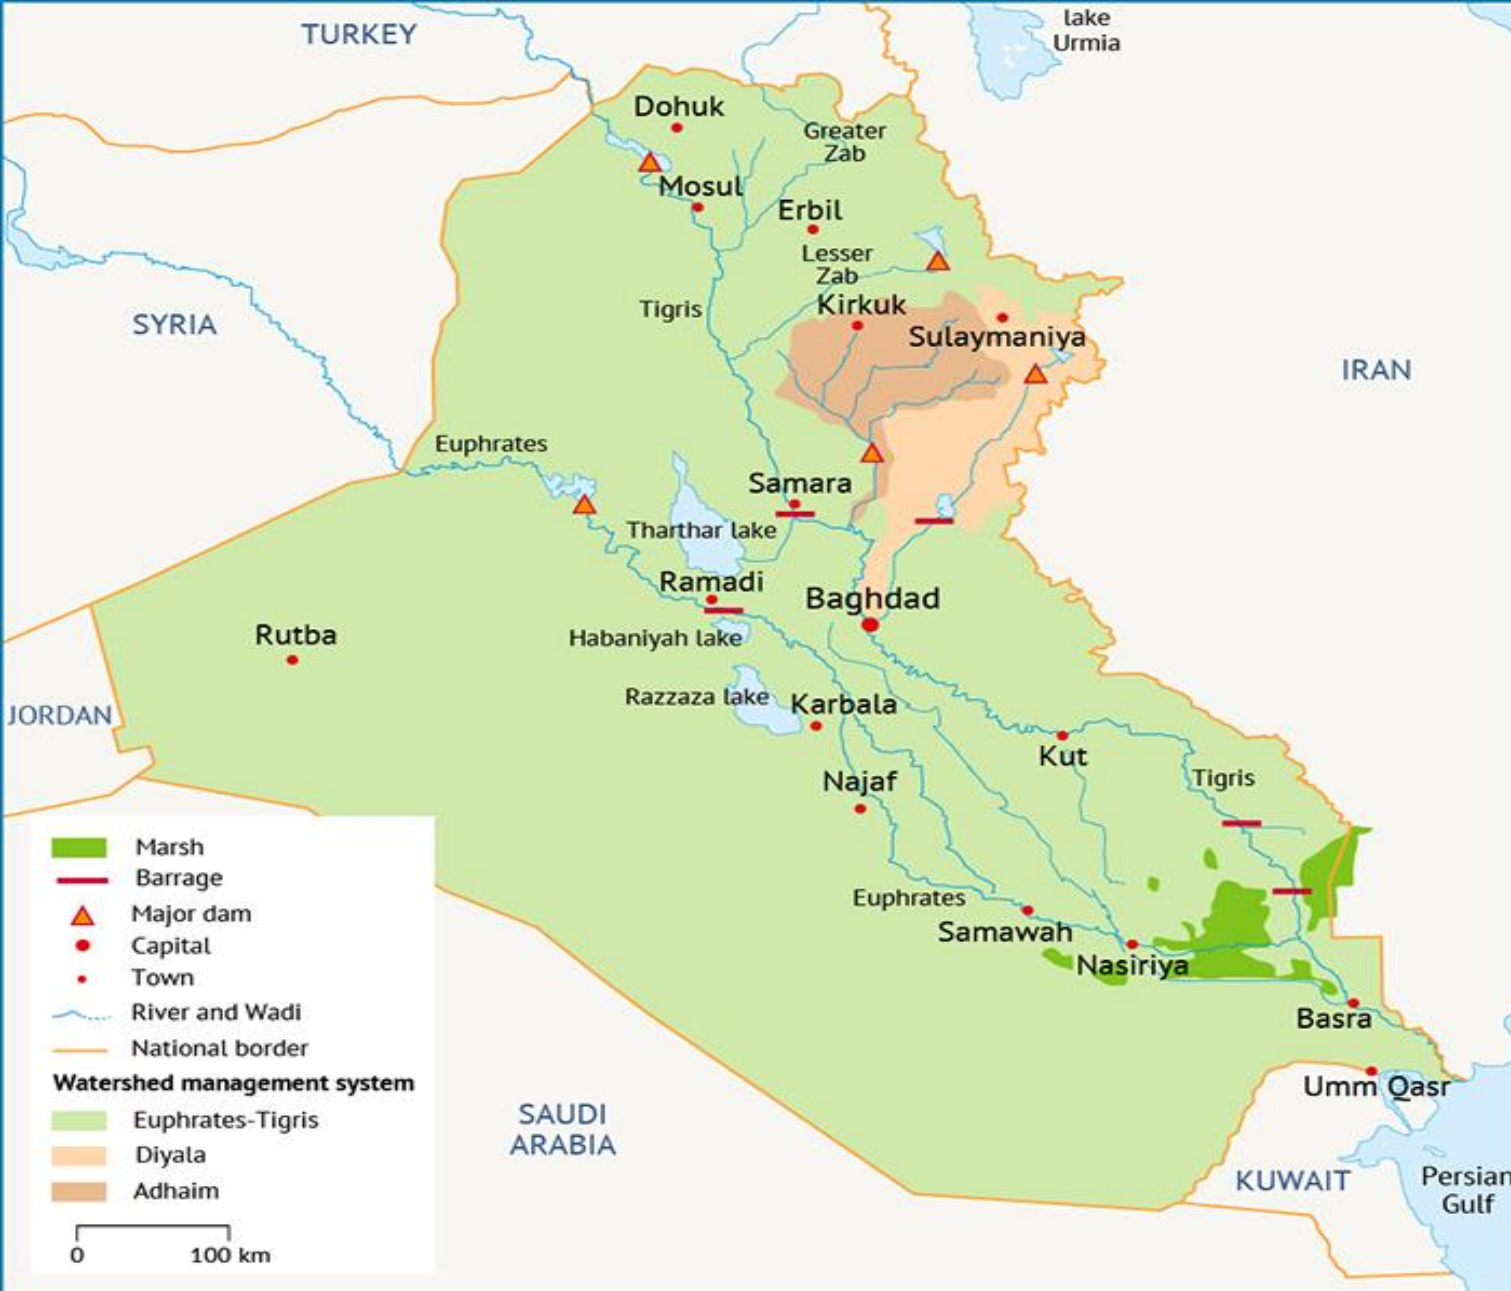 TURKEY
lake
Urmia
Dohuk
Greater
Zab
Mosul
Erbil
Lesser
Zab
Tigris
Kirkuk
SYRIA
Sulaymaniya
IRAN
Euphrates
Samara
Tharthar lake
Ramadi
Baghdad
Rutba
Habaniyah lake
Razzaza lake
Karbala
JORDAN
Kut
Najaf
Tigris
Euphrates
Samawah
Nasiriya
Basra
Umm Qasr
SAUDI
ARABIA
KUWAIT
Persian
Gulf
Marsh
Barrage
Major dam
Capital
Town
River and Wadi
National border
Watershed management system
Euphrates-Tigris
Diyala
Adhaim
0 100 km